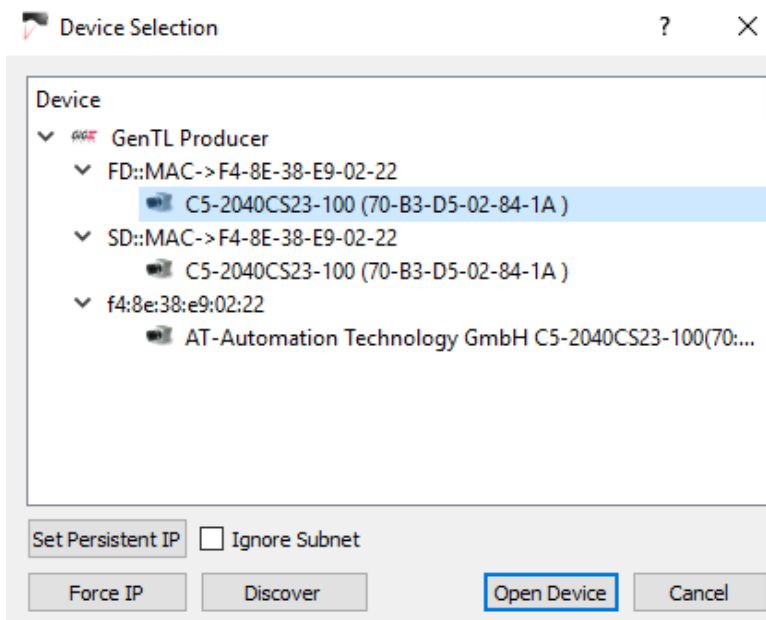 Device Selection ?
Device
GigE GenTL Producer
FD::MAC->F4-8E-38-E9-02-22
C5-2040CS23-100 (70-B3-D5-02-84-1A )
SD::MAC->F4-8E-38-E9-02-22
C5-2040CS23-100 (70-B3-D5-02-84-1A )
f4:8e:38:e9:02:22
AT-Automation Technology GmbH C5-2040CS23-100(70:...
Set Persistent IP Ignore Subnet
Force IP Discover Open Device Cancel